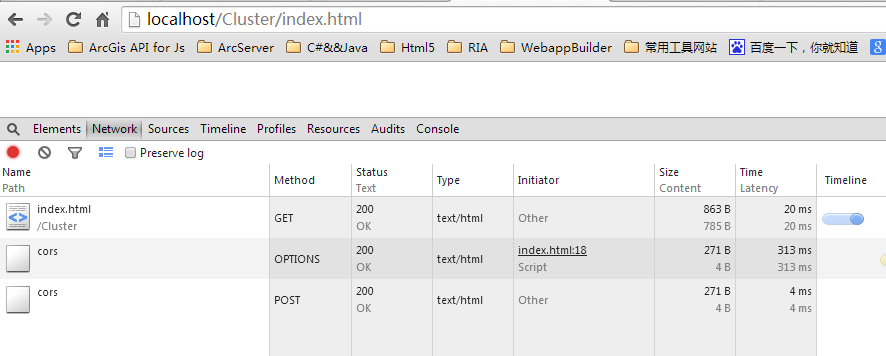 localhost/Cluster/index.html
Apps ArcGis API for Js ArcServer C#&&Java Html5 RIA WebappBuilder 常用工具网站 百度一下，你就知道 g
Elements Network Sources Timeline Profiles Resources Audits Console
Preserve log
Name Method Status Type Initiator Size Time Timeline
Path Text Content Latency
index.html GET 200 text/html Other 863 B 20 ms
/Cluster OK 785 B 20 ms
cors OPTIONS 200 text/html index.html:18 271 B 313 ms
OK Script 4 B 313 ms
cors POST 200 text/html Other 271 B 4 ms
OK 4 B 4 ms